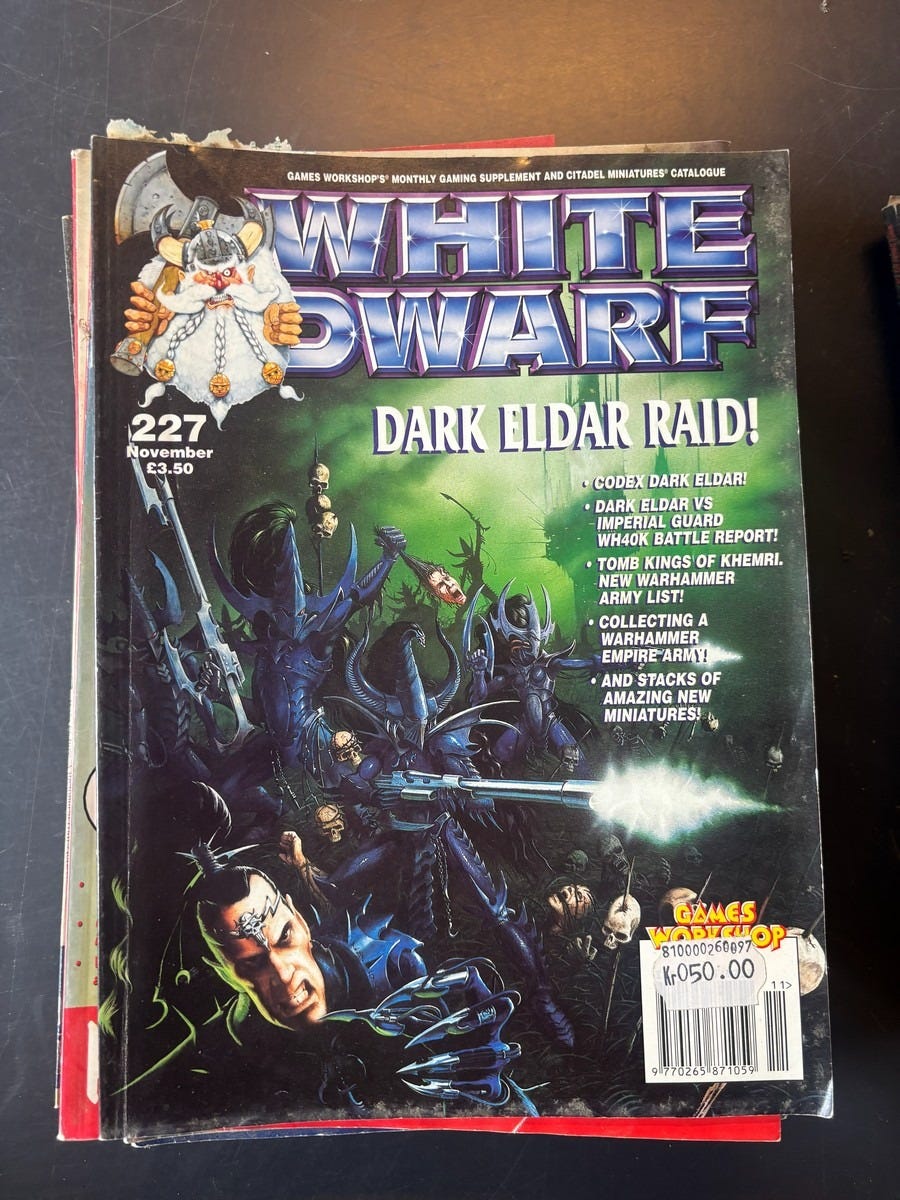 GAMES WORKSHOP'S® MONTHLY GAMING SUPPLEMENT AND CITADEL MINIATURES® CATALOGUE
WHITE
DWARF
227
November
£3.50
DARK ELDAR RAID!
• CODEX DARK ELDAR!
• DARK ELDAR VS
IMPERIAL GUARD
WH40K BATTLE REPORT!
• TOMB KINGS OF KHEMRI.
NEW WARHAMMER
ARMY LIST!
• COLLECTING A
WARHAMMER
EMPIRE ARMY!
• AND STACKS OF
AMAZING NEW
MINIATURES!
GAMES
WORKSHOP
810000260097
Kr050.00
11>
9 770265 871059